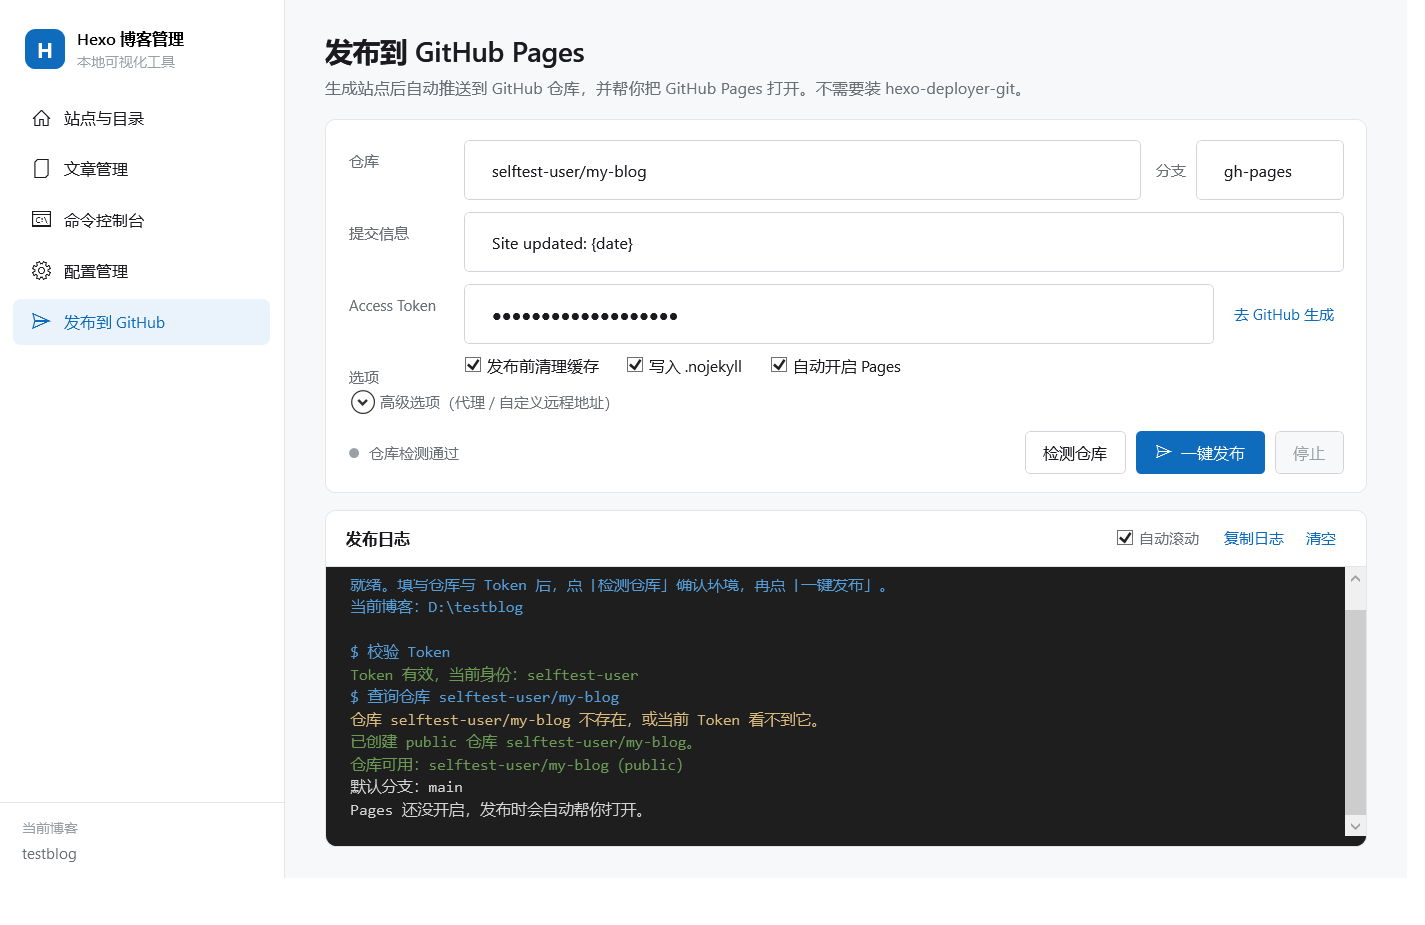 H
Hexo 博客管理
本地可视化工具
站点与目录
文章管理
命令控制台
配置管理
发布到 GitHub
当前博客
testblog
发布到 GitHub Pages
生成站点后自动推送到 GitHub 仓库，并帮你把 GitHub Pages 打开。不需要装 hexo-deployer-git。
仓库
selftest-user/my-blog
分支
gh-pages
提交信息
Site updated: {date}
Access Token
●●●●●●●●●●●●●●●●●●●
去 GitHub 生成
选项
发布前清理缓存
写入 .nojekyll
自动开启 Pages
高级选项（代理 / 自定义远程地址）
仓库检测通过
检测仓库
一键发布
停止
发布日志
自动滚动
复制日志
清空
就绪。填写仓库与 Token 后，点「检测仓库」确认环境，再点「一键发布」。
当前博客：D:\testblog
$ 校验 Token
Token 有效，当前身份：selftest-user
$ 查询仓库 selftest-user/my-blog
仓库 selftest-user/my-blog 不存在，或当前 Token 看不到它。
已创建 public 仓库 selftest-user/my-blog。
仓库可用：selftest-user/my-blog（public）
默认分支：main
Pages 还没开启，发布时会自动帮你打开。